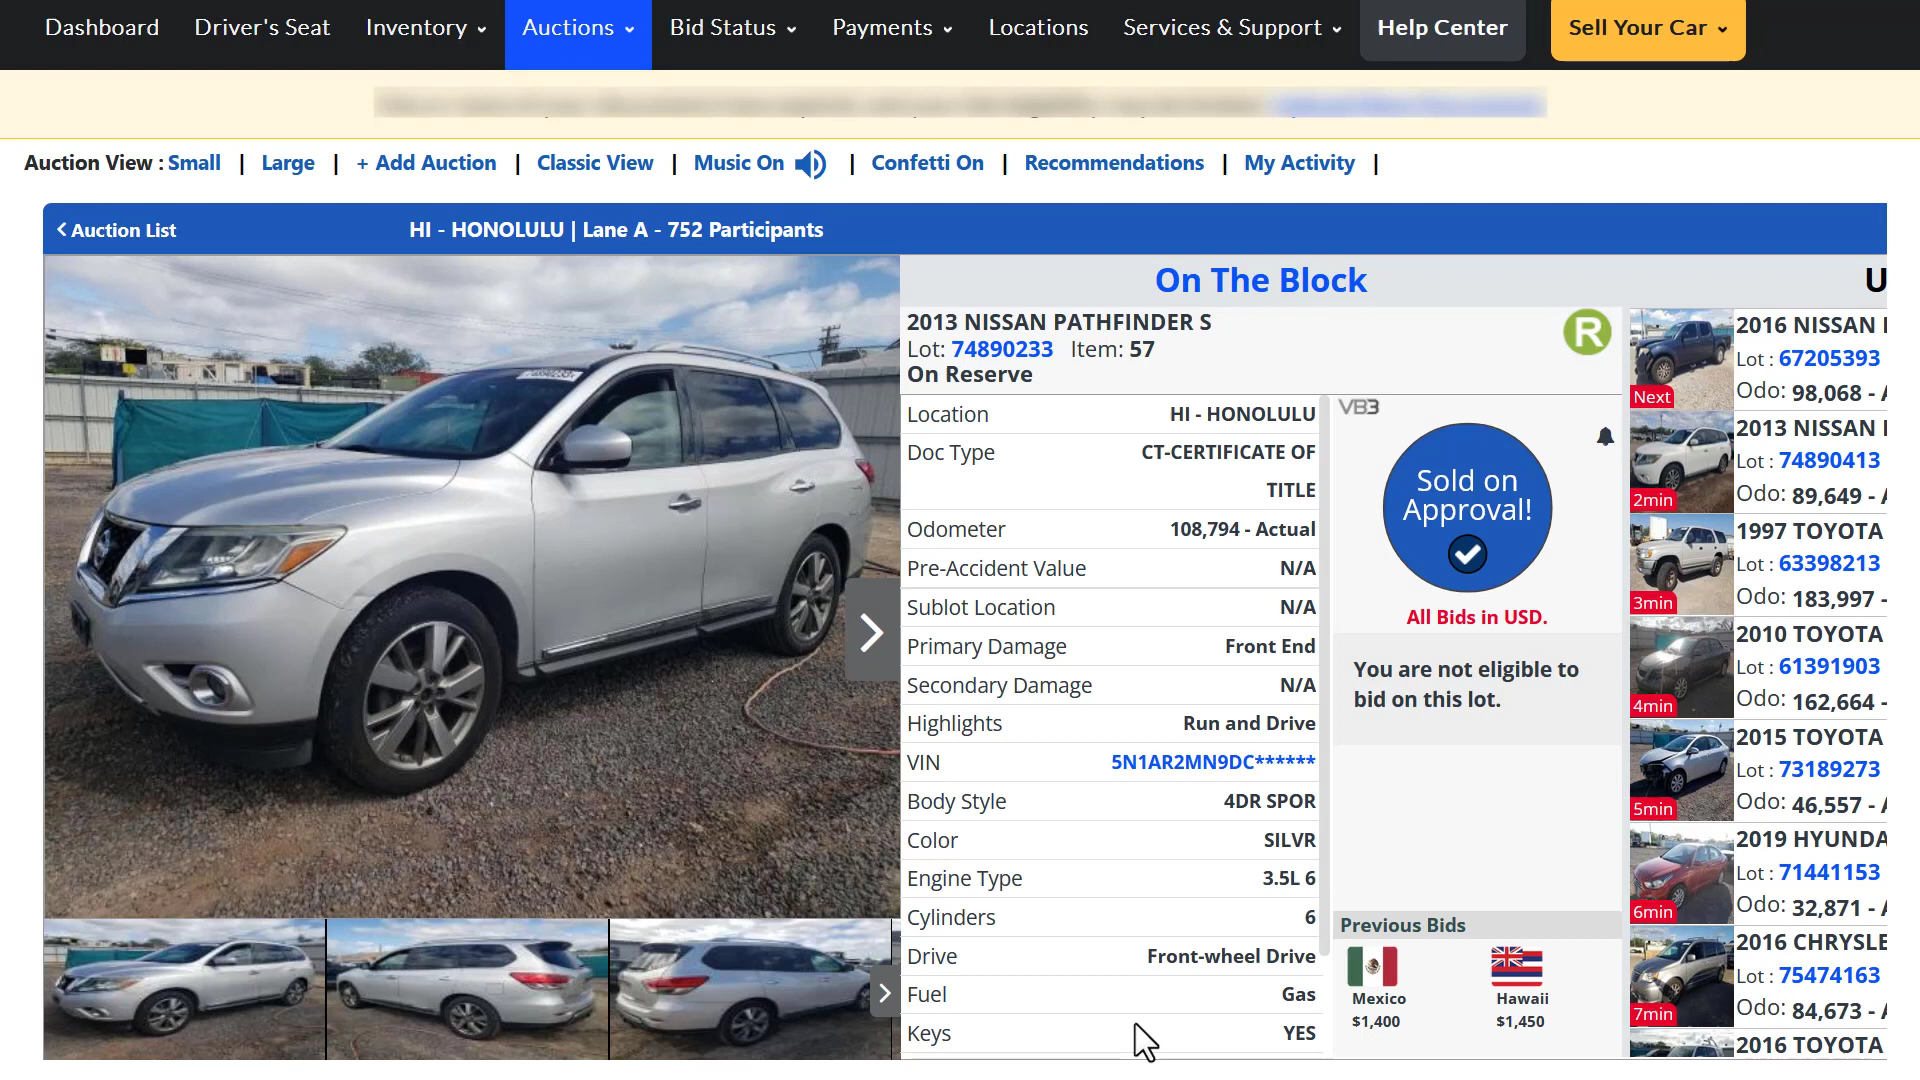 Dashboard Driver's Seat Inventory Auctions Bid Status Payments Locations Services & Support Help Center Sell Your Car
Auction View : Small | Large | + Add Auction | Classic View | Music On | Confetti On | Recommendations | My Activity |
Auction List
HI - HONOLULU | Lane A - 752 Participants
On The Block
2013 NISSAN PATHFINDER S
Lot: 74890233 Item: 57
On Reserve
R
Location HI - HONOLULU
Doc Type CT-CERTIFICATE OF
TITLE
Odometer 108,794 - Actual
Pre-Accident Value N/A
Sublot Location N/A
Primary Damage Front End
Secondary Damage N/A
Highlights Run and Drive
VIN 5N1AR2MN9DC******
Body Style 4DR SPOR
Color SILVR
Engine Type 3.5L 6
Cylinders 6
Drive Front-wheel Drive
Fuel Gas
Keys YES
VB3
Sold on
Approval!
All Bids in USD.
You are not eligible to
bid on this lot.
Previous Bids
Mexico
$1,400
Hawaii
$1,450
U
2016 NISSAN
Lot : 67205393
Odo: 98,068 -
Next
2013 NISSAN
Lot : 74890413
Odo: 89,649 -
2min
1997 TOYOTA
Lot : 63398213
Odo: 183,997 -
3min
2010 TOYOTA
Lot : 61391903
Odo: 162,664 -
4min
2015 TOYOTA
Lot : 73189273
Odo: 46,557 -
5min
2019 HYUNDA
Lot : 71441153
Odo: 32,871 -
6min
2016 CHRYSLE
Lot : 75474163
Odo: 84,673 -
7min
2016 TOYOTA